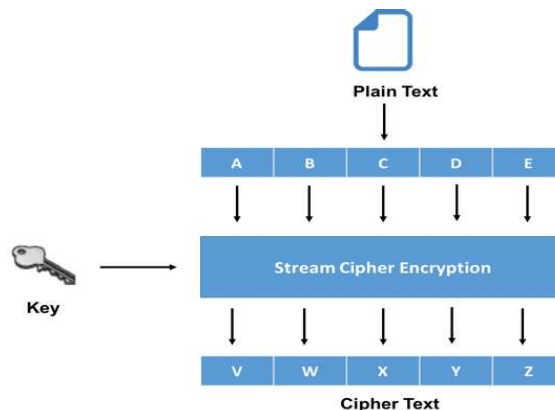 Plain Text
A B C D E
Stream Cipher Encryption
Key
V W X Y Z
Cipher Text